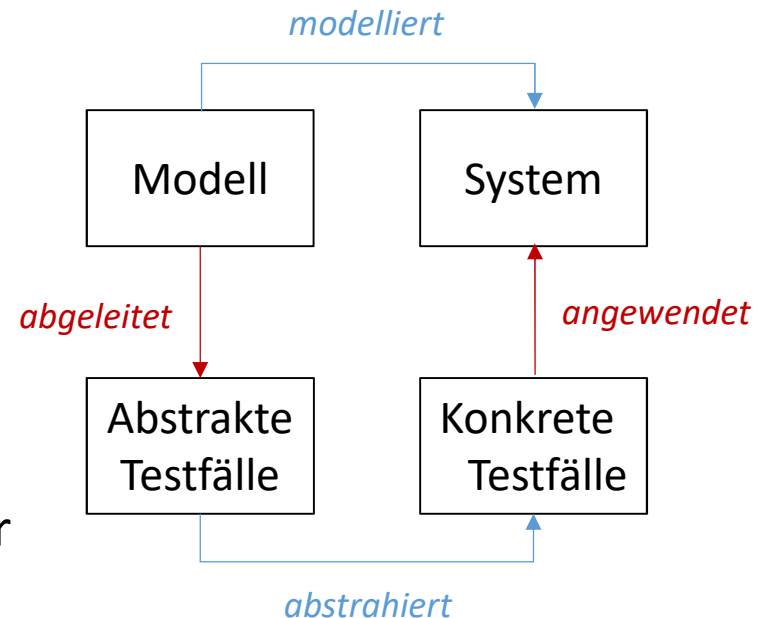 modelliert
Modell
System
abgeleitet
angewendet
Abstrakte
Testfälle
Konkrete
Testfälle
r
abstrahiert